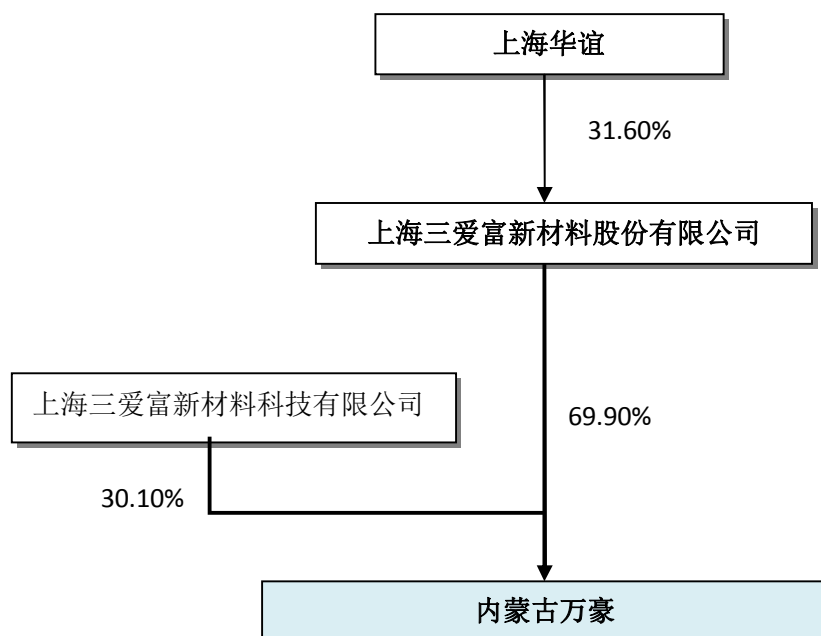 上海华谊
31.60%
上海三爱富新材料股份有限公司
上海三爱富新材料科技有限公司
69.90%
30.10%
内蒙古万豪